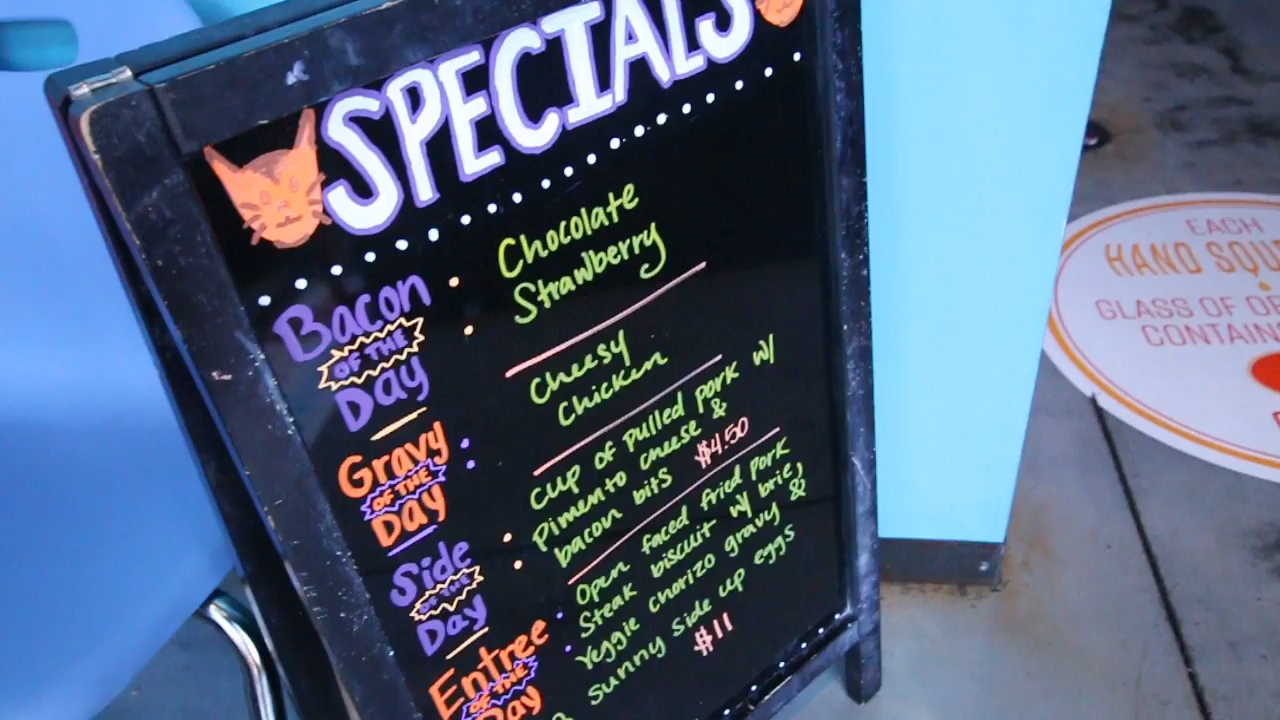 SPECIALS
Bacon
OF THE
Day
:
Chocolate
Strawberry
Gravy
OF THE
Day
:
Cheesy
Chicken
Side
OF THE
Day
:
Cup of pulled pork w/
Pimento cheese &
bacon bits $4.50
Entree
OF THE
Day
:
Open faced fried pork
Steak biscuit w/ brie,
veggie chorizo gravy &
sunny side up eggs
$11
EACH
HAND SQU
GLASS OF O
CONTAIN